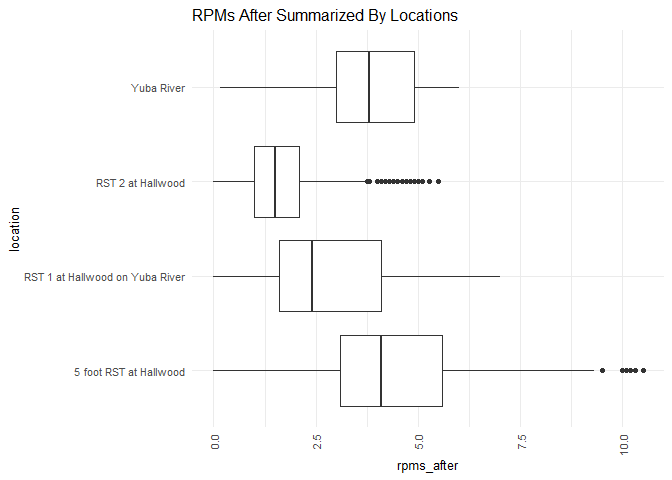 RPMs After Summarized By Locations
Yuba River
RST 2 at Hallwood
RST 1 at Hallwood on Yuba River
5 foot RST at Hallwood
location
0.0
2.5
5.0
7.5
10.0
rpms_after